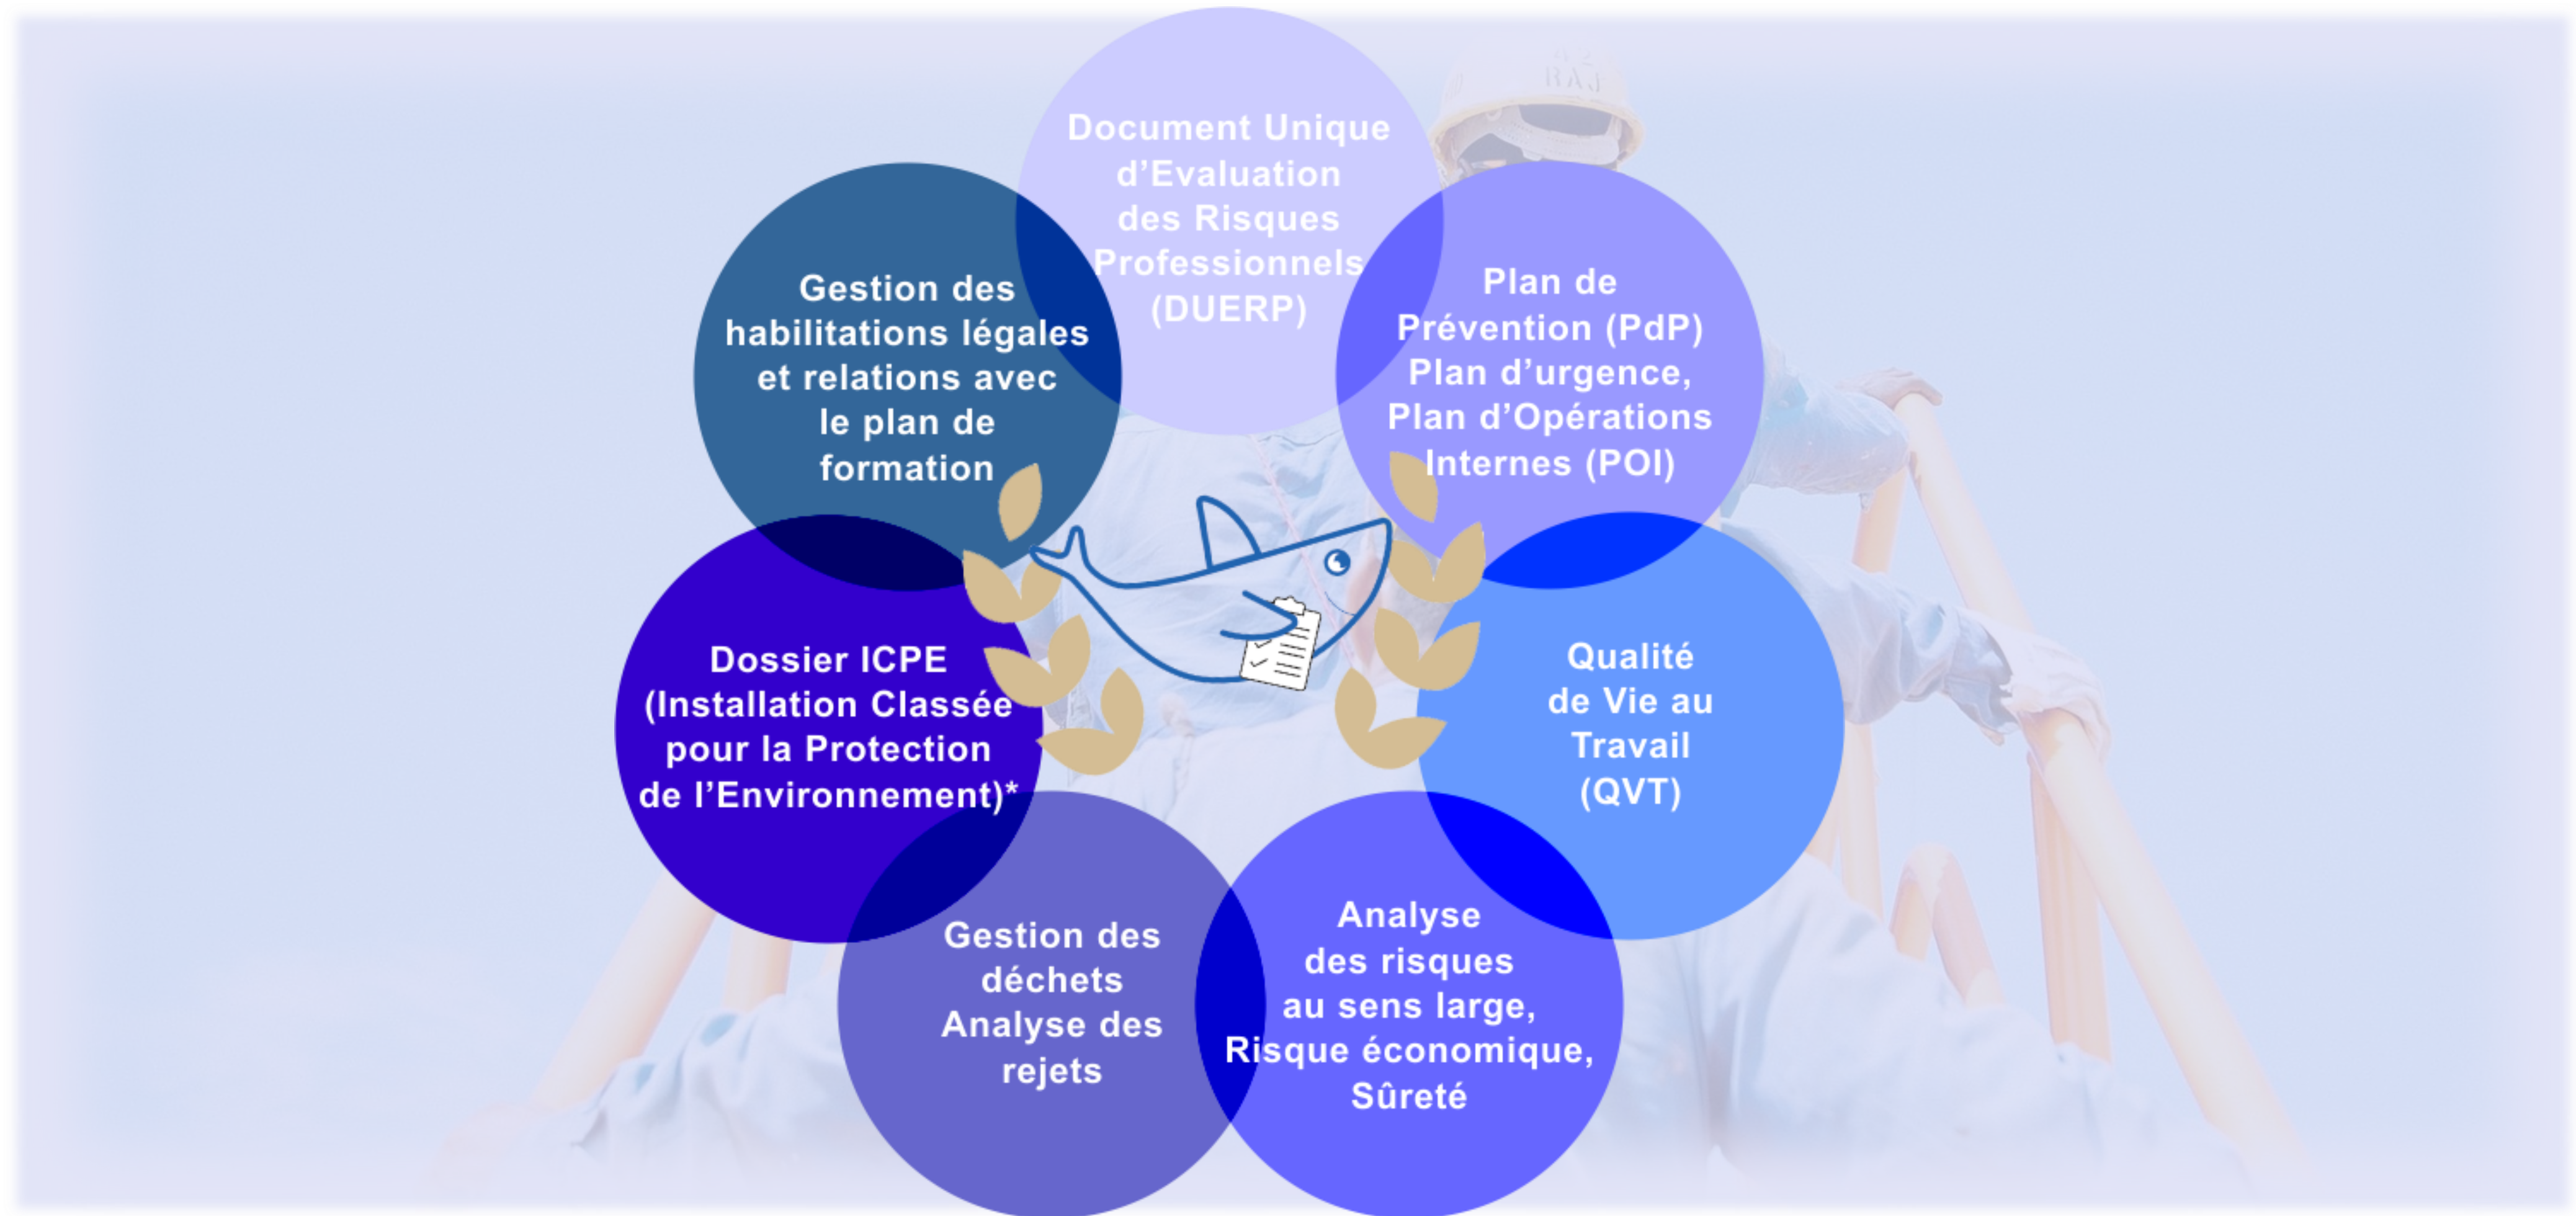 Document Unique
d’Evaluation
des Risques
Professionnels
(DUERP)
Plan de
Prévention (PdP)
Plan d’urgence,
Plan d’Opérations
Internes (POI)
Qualité
de Vie au
Travail
(QVT)
Analyse
des risques
au sens large,
Risque économique,
Sûreté
Gestion des
déchets
Analyse des
rejets
Dossier ICPE
(Installation Classée
pour la Protection
de l’Environnement)*
Gestion des
habilitations légales
et relations avec
le plan de
formation
RAJ